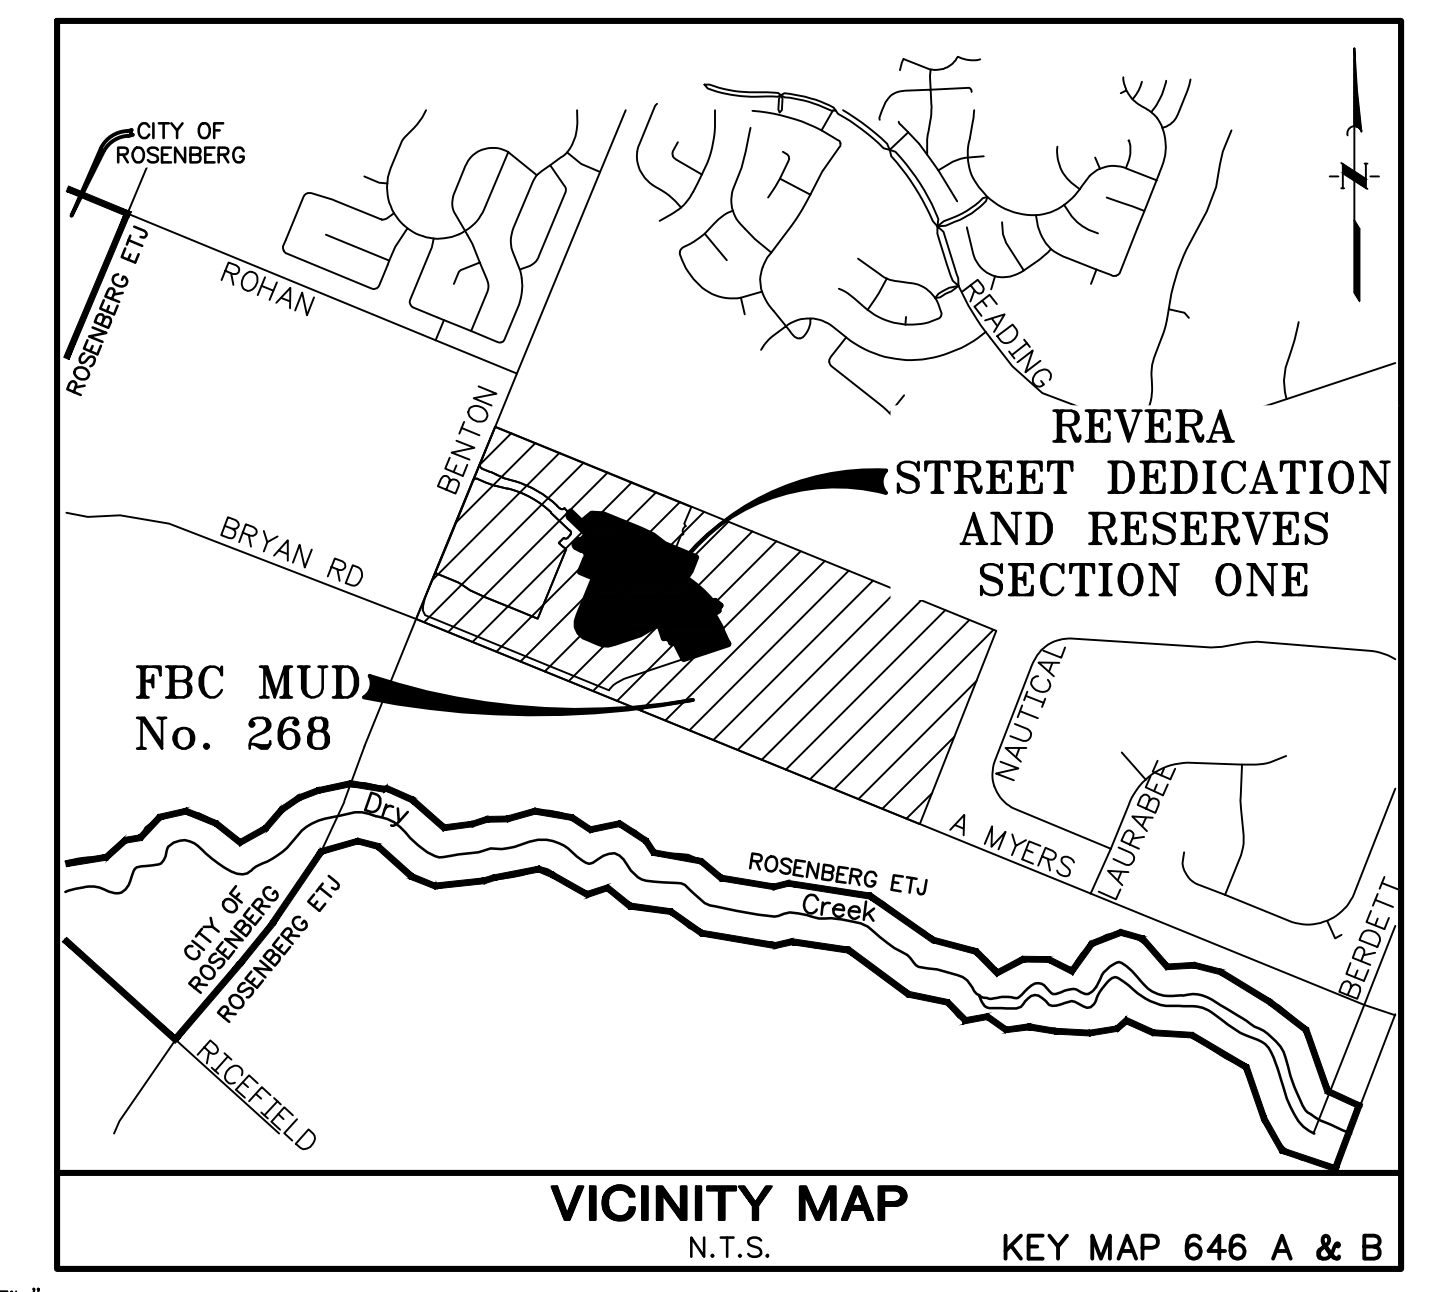 CITY OF
ROSENBERG
N
ROSENBERG ETJ
ROHAN
READING
BENTON
REVERA
STREET DEDICATION
AND RESERVES
SECTION ONE
BRYAN RD
FBC MUD
No. 268
NAUTICAL
LAURABEE
A MYERS
Dry
ROSENBERG ETJ
Creek
CITY OF
ROSENBERG
ROSENBERG ETJ
BERDETT
RICEFIELD
VICINITY MAP
N.T.S.
KEY MAP 646 A & B